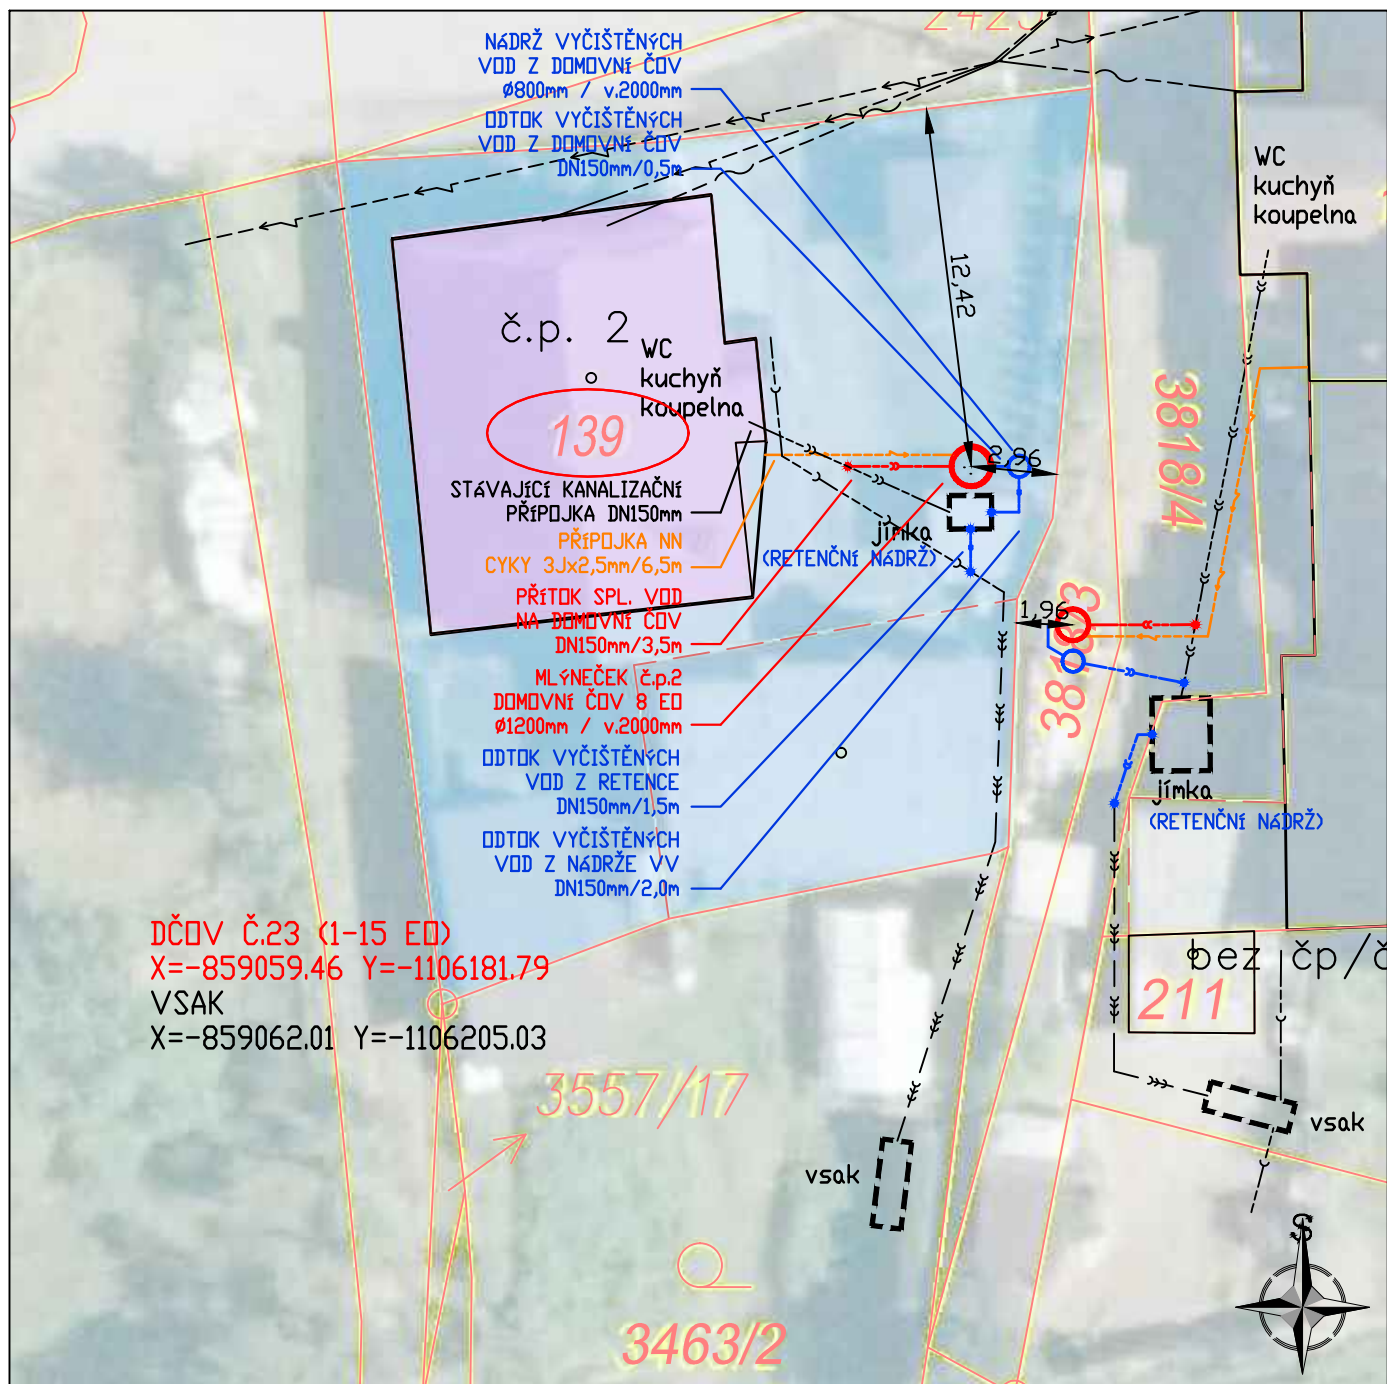 2423
NÁDRŽ VYČIŠTĚNÝCH
VOD Z DOMOVNÍ ČOV
Ø800mm / v.2000mm
ODTOK VYČIŠTĚNÝCH
VOD Z DOMOVNÍ ČOV
DN150mm/0,5m
WC
kuchyň
koupelna
12,42
č.p. 2
WC
kuchyň
koupelna
139
2,96
3818/4
STÁVAJÍCÍ KANALIZAČNÍ
PŘÍPOJKA DN150mm
jímka
(RETENČNÍ NÁDRŽ)
PŘÍPOJKA NN
CYKY 3Jx2,5mm/6,5m
PŘÍTOK SPL. VOD
NA DOMOVNÍ ČOV
DN150mm/3,5m
1,96
3818/3
MLÝNEČEK č.p.2
DOMOVNÍ ČOV 8 EO
Ø1200mm / v.2000mm
ODTOK VYČIŠTĚNÝCH
VOD Z RETENCE
DN150mm/1,5m
jímka
(RETENČNÍ NÁDRŽ)
ODTOK VYČIŠTĚNÝCH
VOD Z NÁDRŽE VV
DN150mm/2,0m
DČOV Č.23 (1-15 EO)
X=-859059.46 Y=-1106181.79
VSAK
X=-859062.01 Y=-1106205.03
bez čp/č
211
3557/17
vsak
vsak
S
3463/2